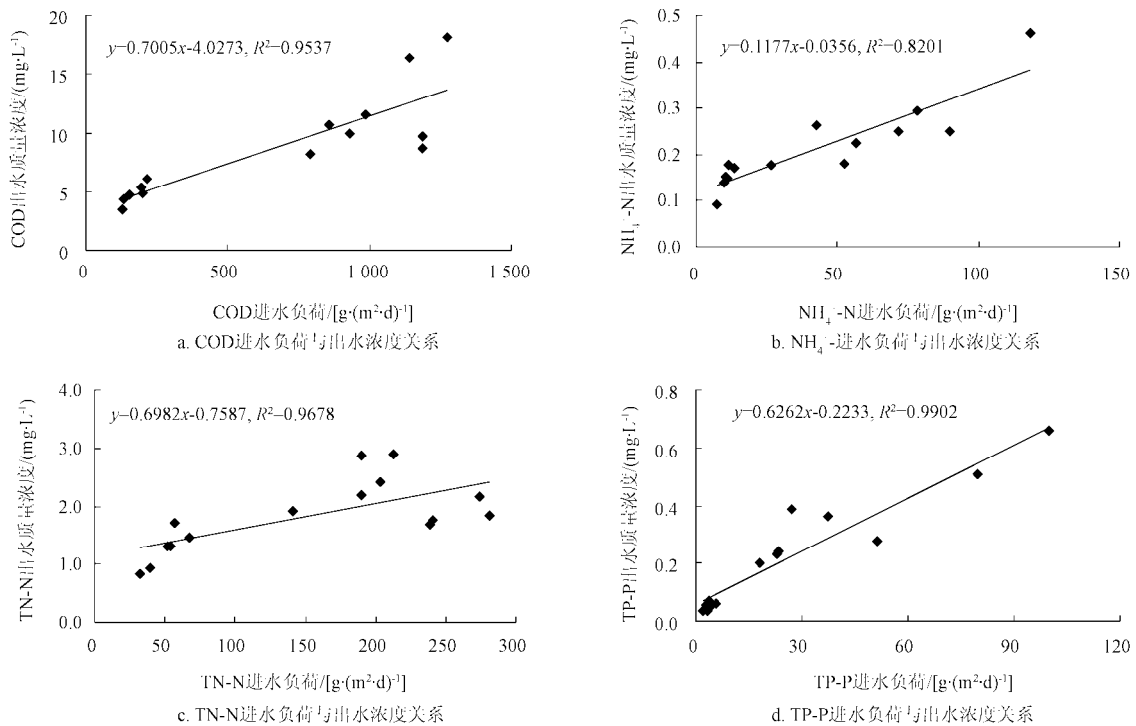 y=0.7005x-4.0273, R²=0.9537
COD出水质量浓度/(mg·L⁻¹)
20
15
10
5
0
0 500 1 000 1 500
COD进水负荷/[g·(m²·d)⁻¹]
a. COD进水负荷与出水浓度关系
y=0.1177x-0.0356, R²=0.8201
NH₄⁻-N出水质量浓度/(mg·L⁻¹)
0.5
0.4
0.3
0.2
0.1
0.0
0 50 100 150
NH₄⁻-N进水负荷/[g·(m²·d)⁻¹]
b. NH₄⁻-进水负荷与出水浓度关系
y=0.6982x-0.7587, R²=0.9678
TN-N出水质量浓度/(mg·L⁻¹)
4.0
3.0
2.0
1.0
0.0
0 50 100 150 200 250 300
TN-N进水负荷/[g·(m²·d)⁻¹]
c. TN-N进水负荷与出水浓度关系
y=0.6262x-0.2233, R²=0.9902
TP-P出水质量浓度/(mg·L⁻¹)
0.8
0.6
0.4
0.2
0.0
0 30 60 90 120
TP-P进水负荷/[g·(m²·d)⁻¹]
d. TP-P进水负荷与出水浓度关系